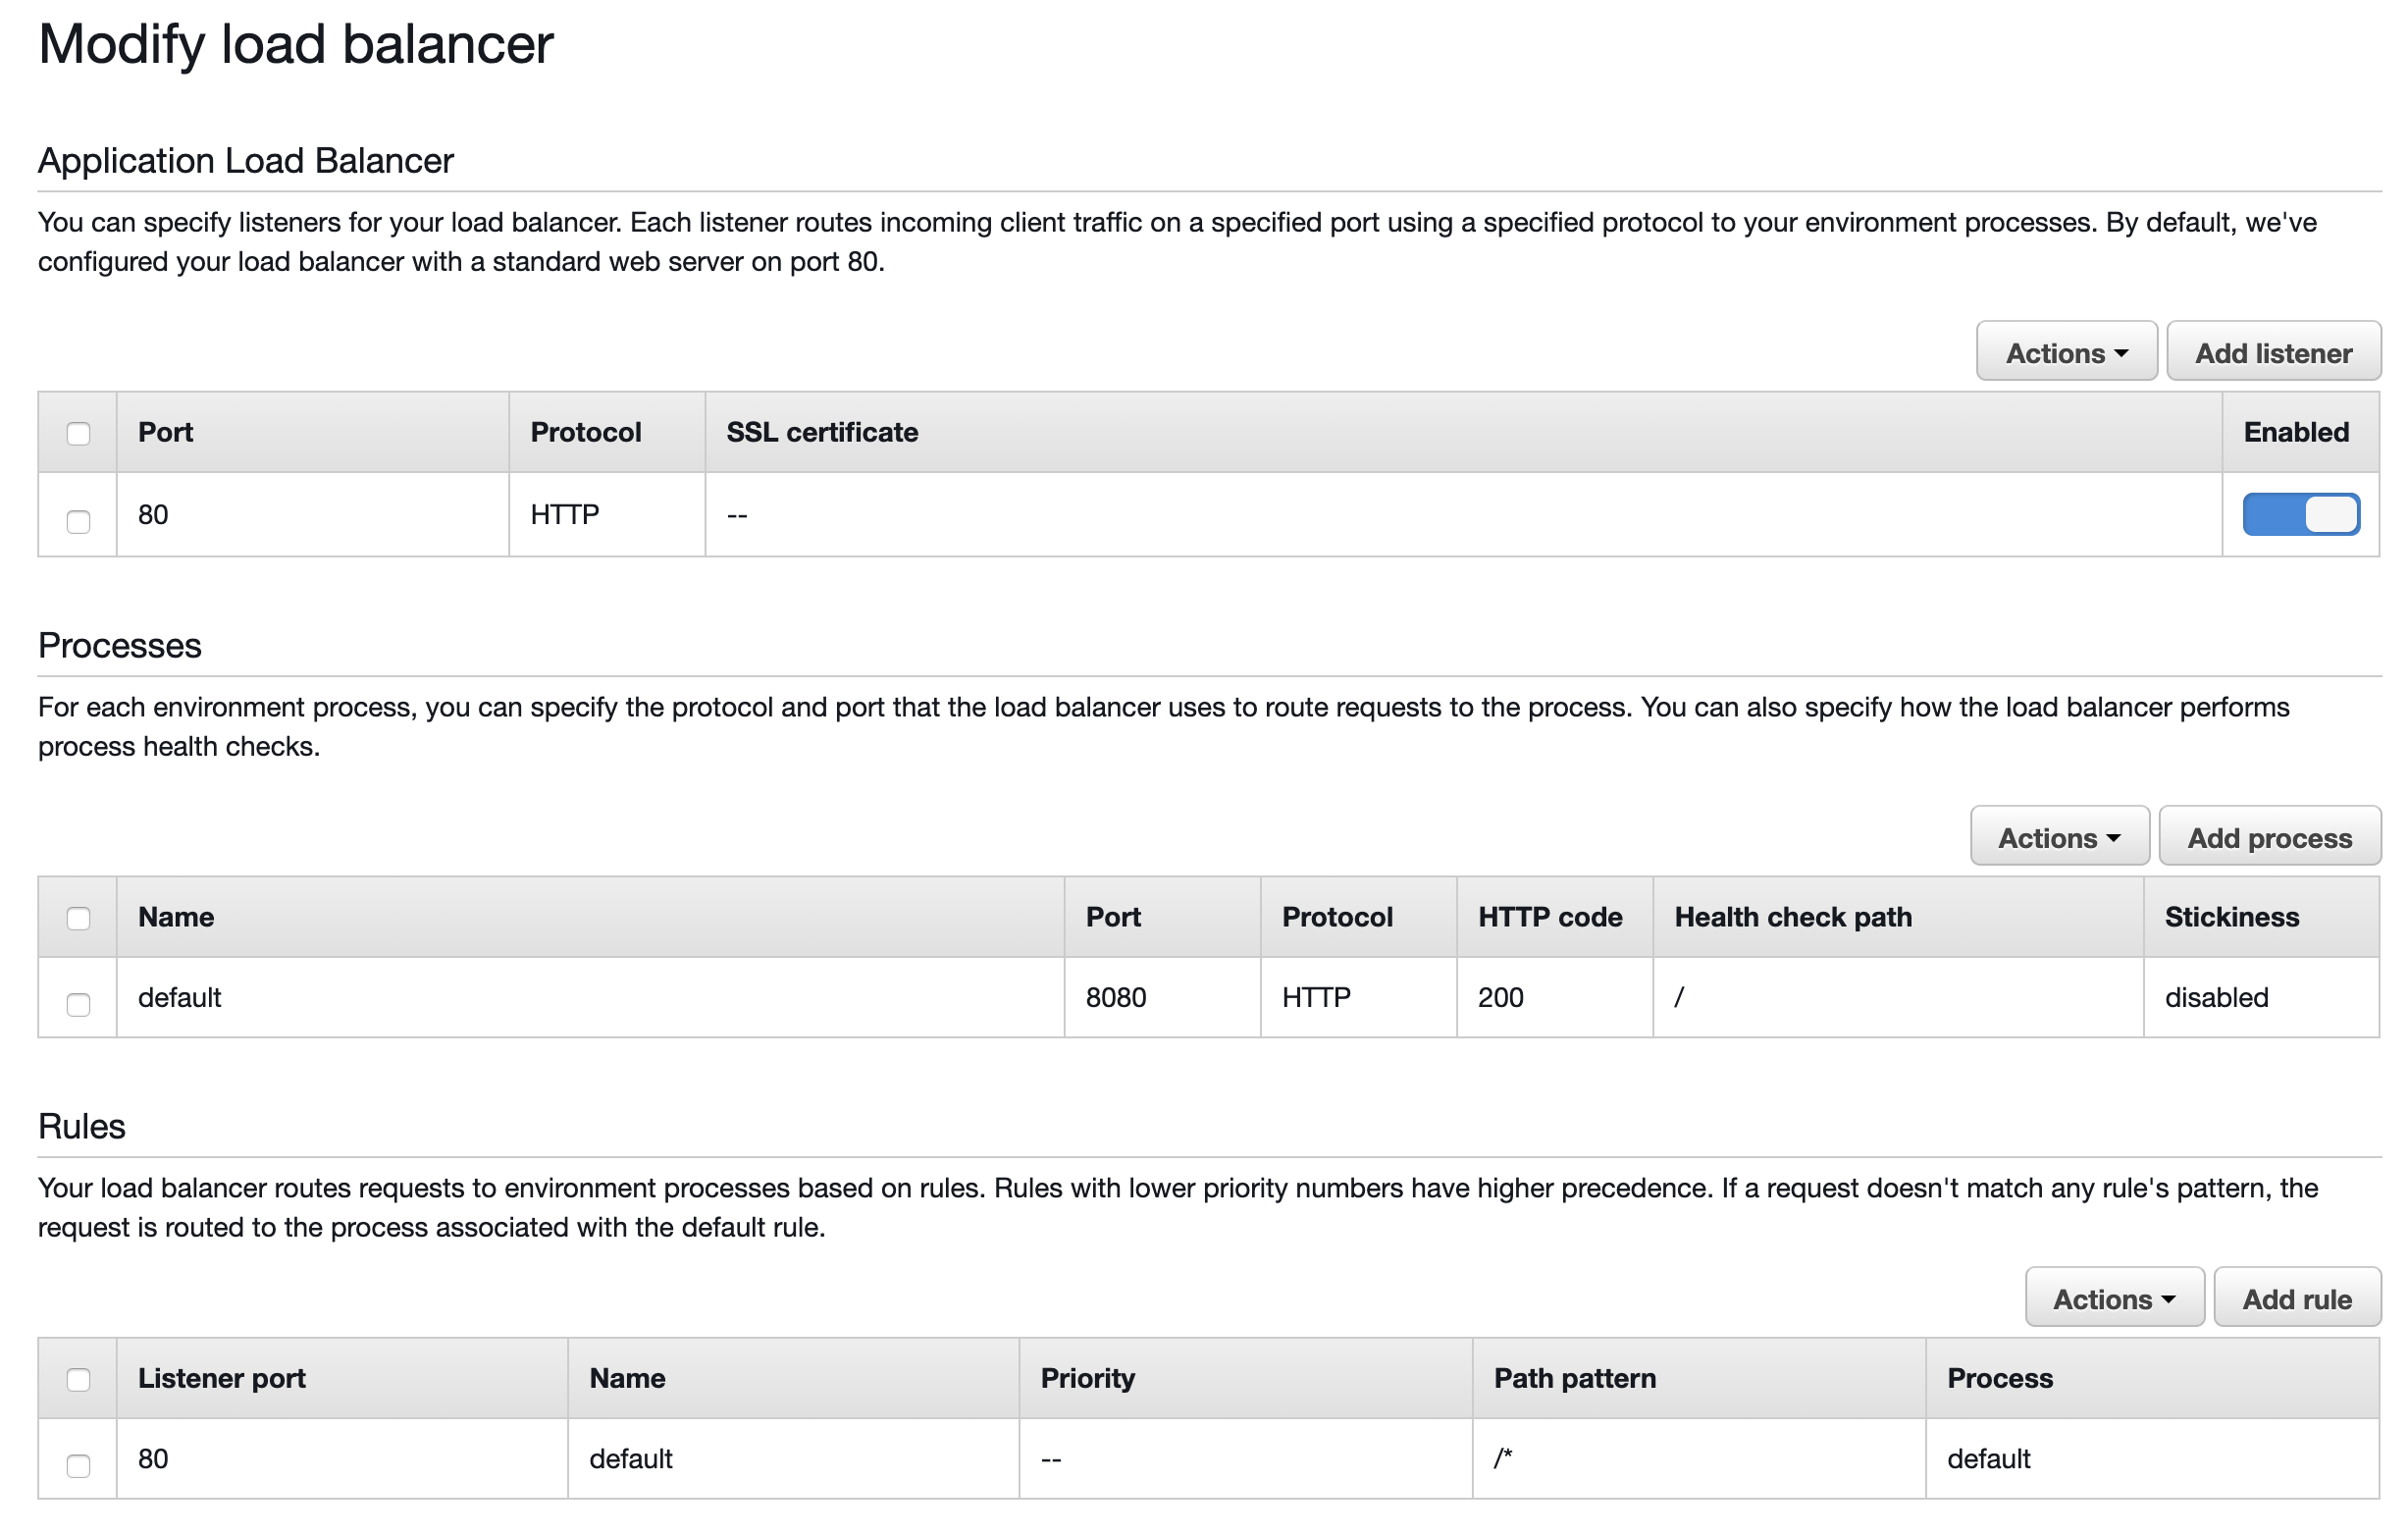 Modify load balancer
Application Load Balancer
You can specify listeners for your load balancer. Each listener routes incoming client traffic on a specified port using a specified protocol to your environment processes. By default, we've
configured your load balancer with a standard web server on port 80.
Actions Add listener
Port Protocol SSL certificate Enabled
80 HTTP --
Processes
For each environment process, you can specify the protocol and port that the load balancer uses to route requests to the process. You can also specify how the load balancer performs
process health checks.
Actions Add process
Name Port Protocol HTTP code Health check path Stickiness
default 8080 HTTP 200 / disabled
Rules
Your load balancer routes requests to environment processes based on rules. Rules with lower priority numbers have higher precedence. If a request doesn't match any rule's pattern, the
request is routed to the process associated with the default rule.
Actions Add rule
Listener port Name Priority Path pattern Process
80 default -- /* default